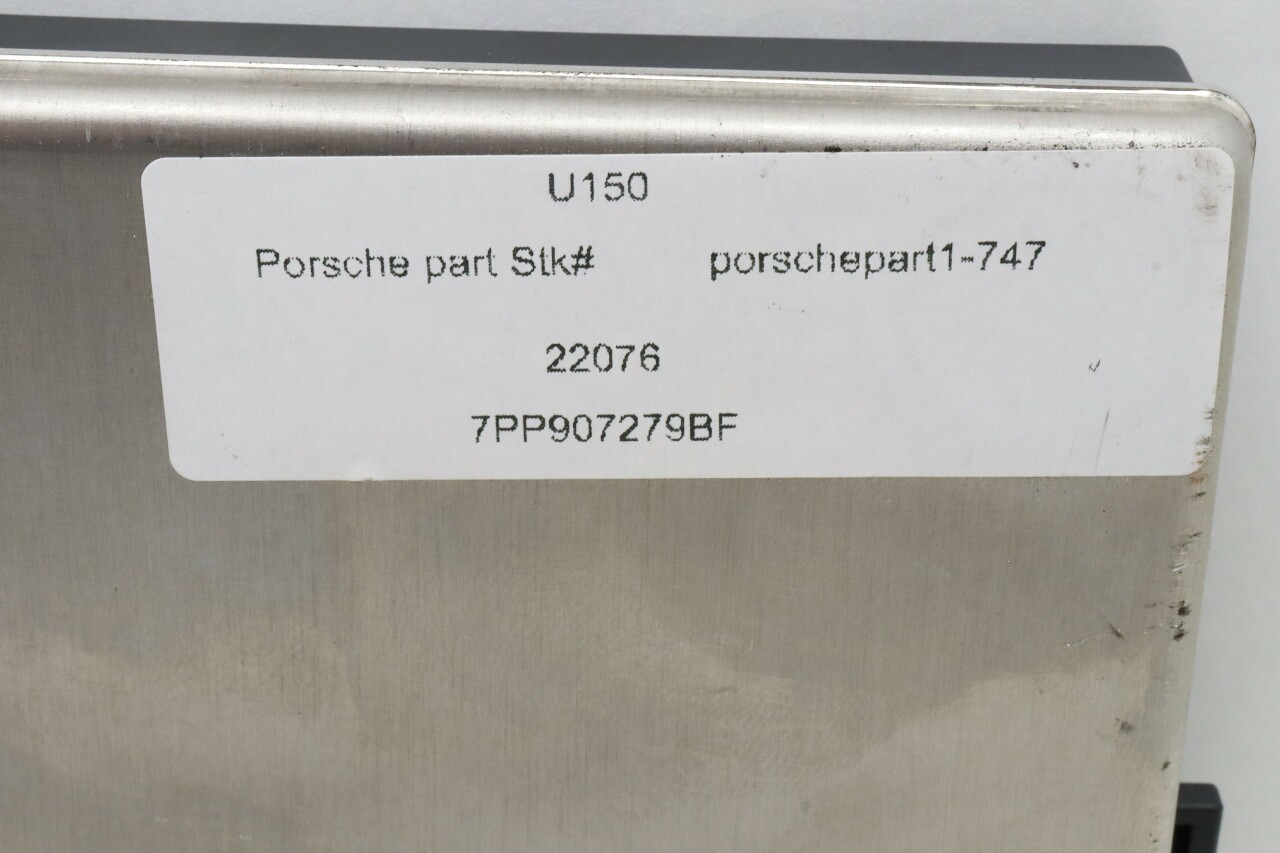 U150
Porsche part Stk# porschepart1-747
22076
7PP907279BF